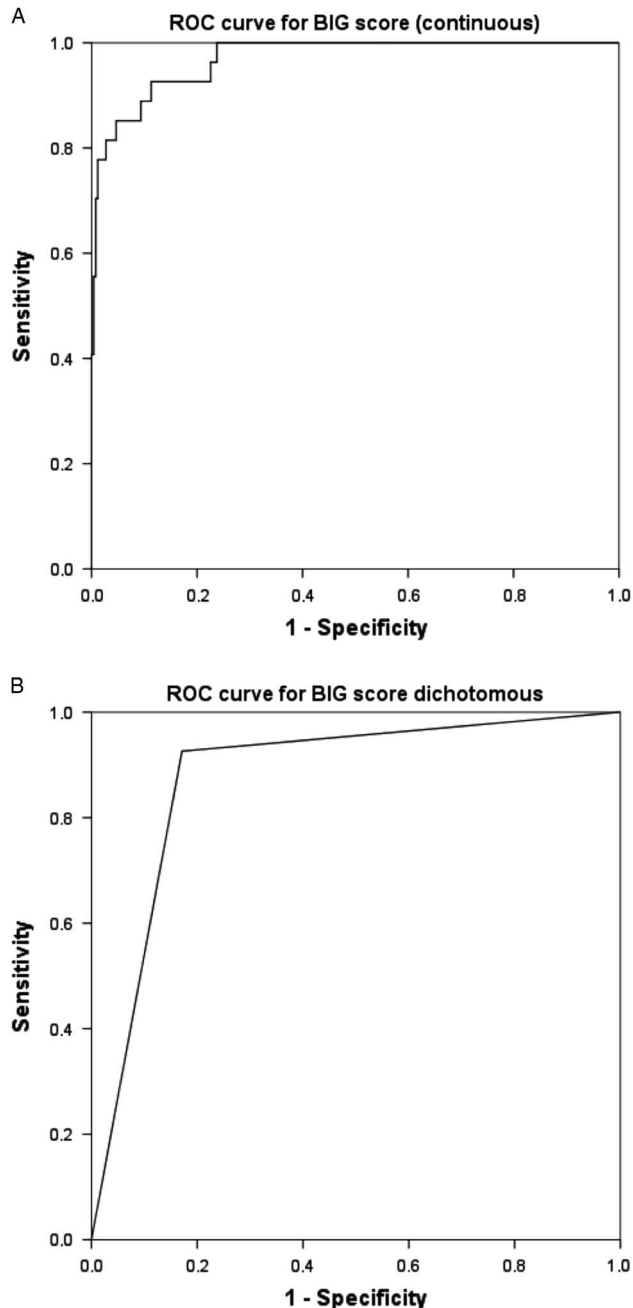 A
ROC curve for BIG score (continuous)
1.0
0.8
0.6
0.4
0.2
0.0
Sensitivity
0.0 0.2 0.4 0.6 0.8 1.0
1 - Specificity
B
ROC curve for BIG score dichotomous
1.0
0.8
0.6
0.4
0.2
0.0
Sensitivity
0.0 0.2 0.4 0.6 0.8 1.0
1 - Specificity